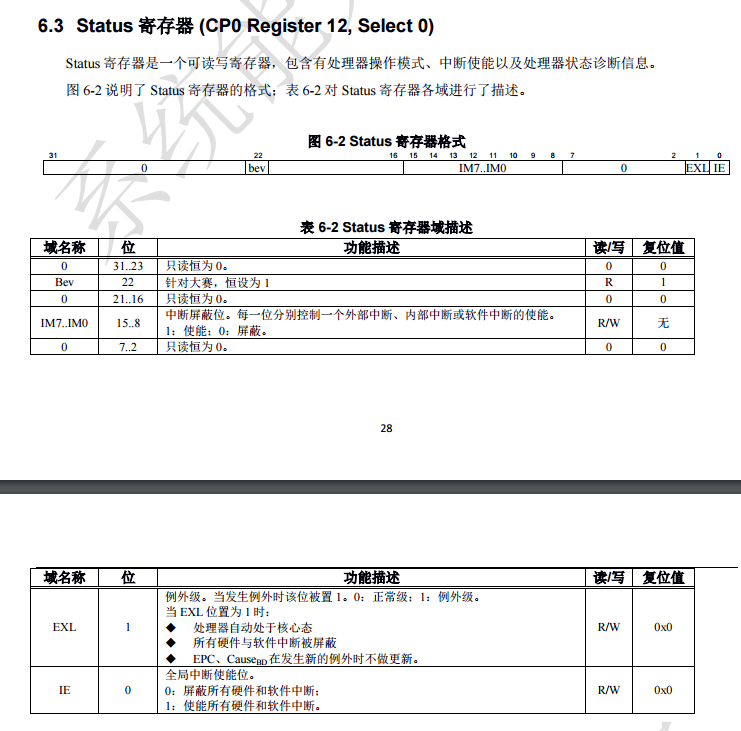 6.3 Status 寄存器 (CP0 Register 12, Select 0)
Status 寄存器是一个可读写寄存器，包含有处理器操作模式、中断使能以及处理器状态诊断信息。
图 6-2 说明了 Status 寄存器的格式；表 6-2 对 Status 寄存器各域进行了描述。
图 6-2 Status 寄存器格式
31 22 16 15 14 13 12 11 10 9 8 7 2 1 0
0 bev IM7..IM0 0 EXL IE
表 6-2 Status 寄存器域描述
域名称 位 功能描述 读/写 复位值
0 31..23 只读恒为 0。 0 0
Bev 22 针对大赛，恒设为 1 R 1
0 21..16 只读恒为 0。 0 0
IM7..IM0 15..8 中断屏蔽位。每一位分别控制一个外部中断、内部中断或软件中断的使能。
1：使能；0：屏蔽。 R/W 无
0 7..2 只读恒为 0。 0 0
28
域名称 位 功能描述 读/写 复位值
EXL 1 例外级。当发生例外时该位被置 1。0：正常级；1：例外级。
当 EXL 位置为 1 时：
◆ 处理器自动处于核心态
◆ 所有硬件与软件中断被屏蔽
◆ EPC、CauseBD 在发生新的例外时不做更新。 R/W 0x0
IE 0 全局中断使能位。
0：屏蔽所有硬件和软件中断；
1：使能所有硬件和软件中断。 R/W 0x0
系统能